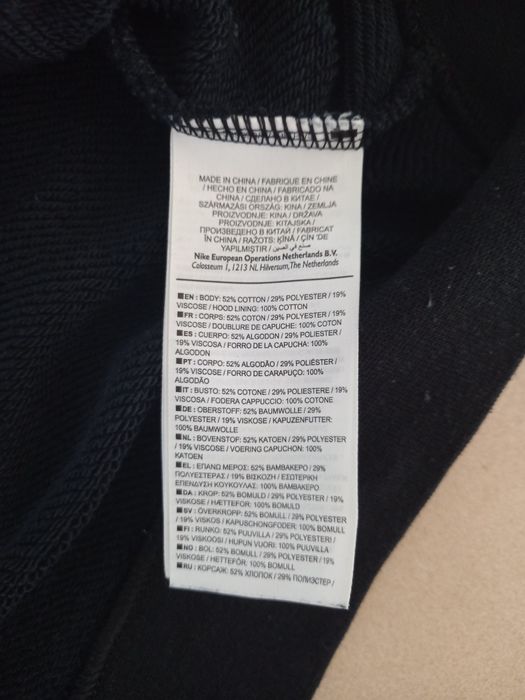 MADE IN CHINA / FABRIQUE EN CHINE
/ HECHO EN CHINA / FABRICADO NA
CHINA / СДЕЛАНО В КИТАЕ /
SZÁRMAZÁSI ORSZÁG: KÍNA / ZEMLJA
PROIZVODNJE: KINA / DRŽAVA
PROIZVODNJE: KITAJSKA /
ПРОИЗВЕДЕНО В КИТАЙ / FABRICAT
ÎN CHINA / RAŽOTS: ĶĪNĀ / ÇİN 'DE
YAPILMIŞTIR / صنع في الصين
Nike European Operations Netherlands B.V.
Colosseum 1, 1213 NL Hilversum, The Netherlands
■EN : BODY: 52% COTTON / 29% POLYESTER / 19%
VISCOSE / HOOD LINING: 100% COTTON
■FR : CORPS: 52% COTON / 29% POLYESTER / 19%
VISCOSE / DOUBLURE DE CAPUCHE: 100% COTON
■ES : CUERPO: 52% ALGODON / 29% POLIESTER /
19% VISCOSA / FORRO DE LA CAPUCHA: 100%
ALGODON
■PT : CORPO: 52% ALGODÃO / 29% POLIÉSTER /
19% VISCOSE / FORRO DE CARAPUÇO: 100%
ALGODÃO
■IT : BUSTO: 52% COTONE / 29% POLIESTERE / 19%
VISCOSA / FODERA CAPPUCCIO: 100% COTONE
■DE : OBERSTOFF: 52% BAUMWOLLE / 29%
POLYESTER / 19% VISKOSE / KAPUZENFUTTER:
100% BAUMWOLLE
■NL : BOVENSTOF: 52% KATOEN / 29% POLYESTER
/ 19% VISCOSE / VOERING CAPUCHON: 100%
KATOEN
■EL : ΕΠΑΝΩ ΜΕΡΟΣ: 52% ΒΑΜΒΑΚΕΡΟ / 29%
ΠΟΛΥΕΣΤΕΡΑΣ / 19% ΒΙΣΚΟΖΗ / ΕΣΩΤΕΡΙΚΗ
ΕΠΕΝΔΥΣΗ ΚΟΥΚΟΥΛΑΣ: 100% ΒΑΜΒΑΚΕΡΟ
■DA : KROP: 52% BOMULD / 29% POLYESTER / 19%
VISKOSE / HÆTTEFOR: 100% BOMULD
■SV : ÖVERKROPP: 52% BOMULL / 29% POLYESTER
/ 19% VISKOS / KAPUSCHONGFODER: 100% BOMULL
■FI : RUNKO: 52% PUUVILLA / 29% POLYESTERI /
19% VISKOOSI / HUPUN VUORI: 100% PUUVILLA
■NO : BOL: 52% BOMULL / 29% POLYESTER / 19%
VISKOSE / HETTEFÔR: 100% BOMULL
■RU : КОРСАЖ: 52% ХЛОПОК / 29% ПОЛИЭСТЕР /